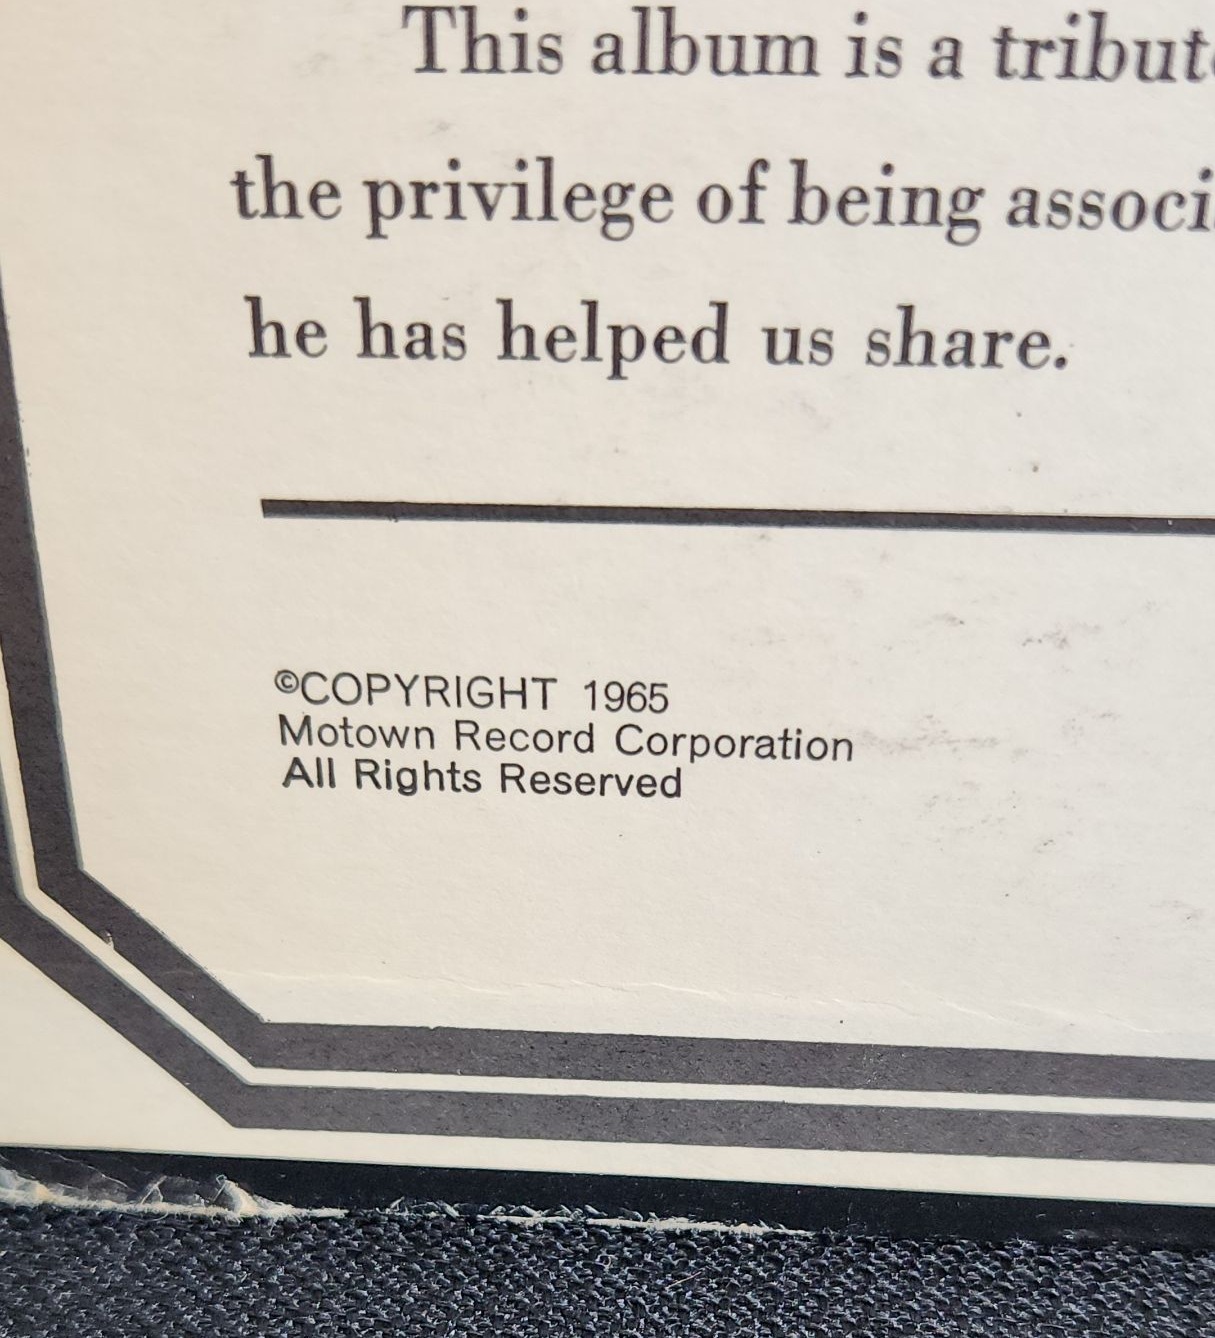 This album is a tribut
the privilege of being associ
he has helped us share.
©COPYRIGHT 1965
Motown Record Corporation
All Rights Reserved